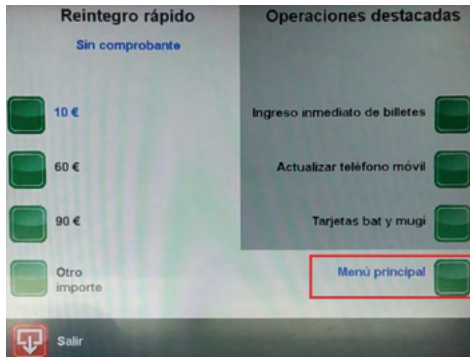 Reintegro rápido
Sin comprobante
10 €
60 €
90 €
Otro
importe
Operaciones destacadas
Ingreso inmediato de billetes
Actualizar teléfono móvil
Tarjetas bat y mugi
Menú principal
Salir